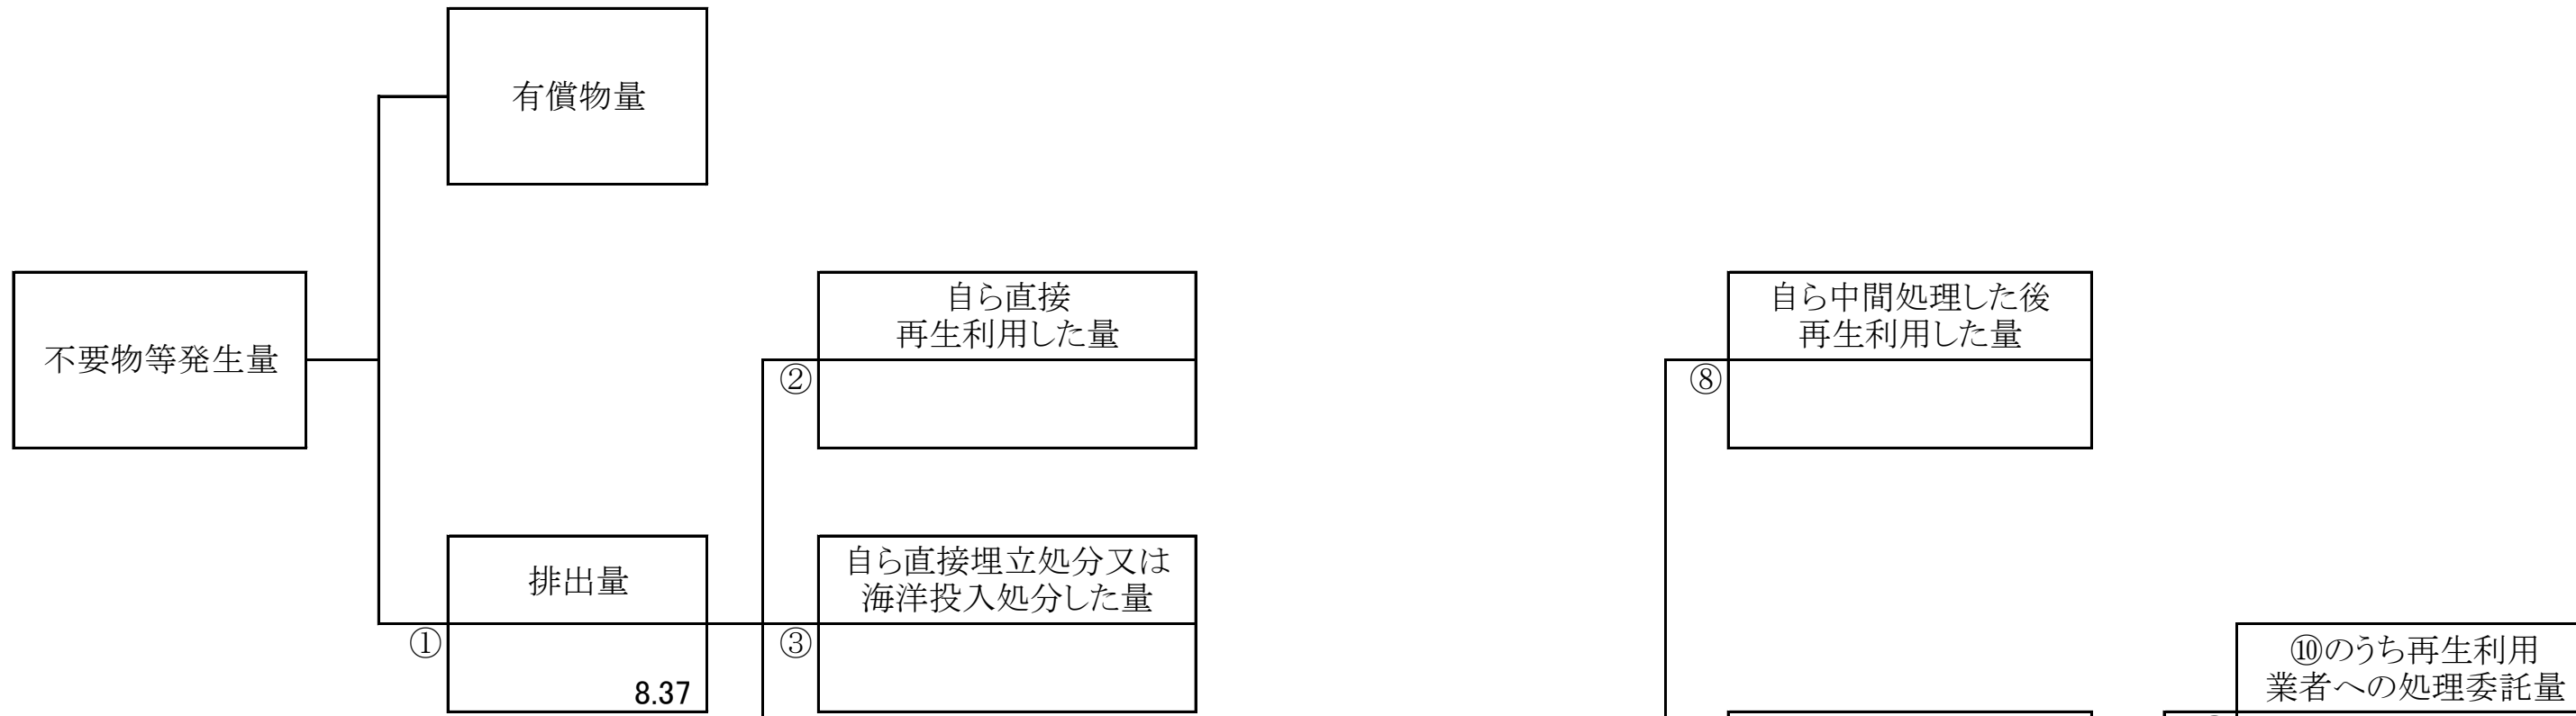 有償物量
不要物等発生量
自ら直接
再生利用した量
②
自ら中間処理した後
再生利用した量
⑧
排出量
①
8.37
自ら直接埋立処分又は
海洋投入処分した量
③
⑩のうち再生利用
業者への処理委託量